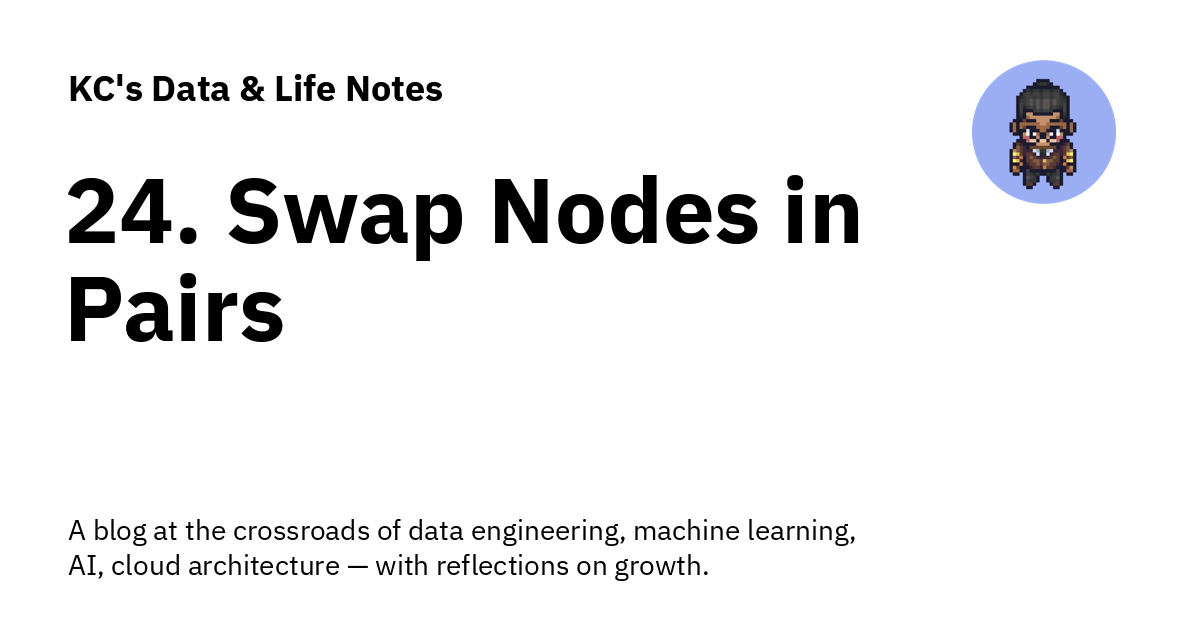 KC's Data & Life Notes
24. Swap Nodes in
Pairs
A blog at the crossroads of data engineering, machine learning,
AI, cloud architecture — with reflections on growth.